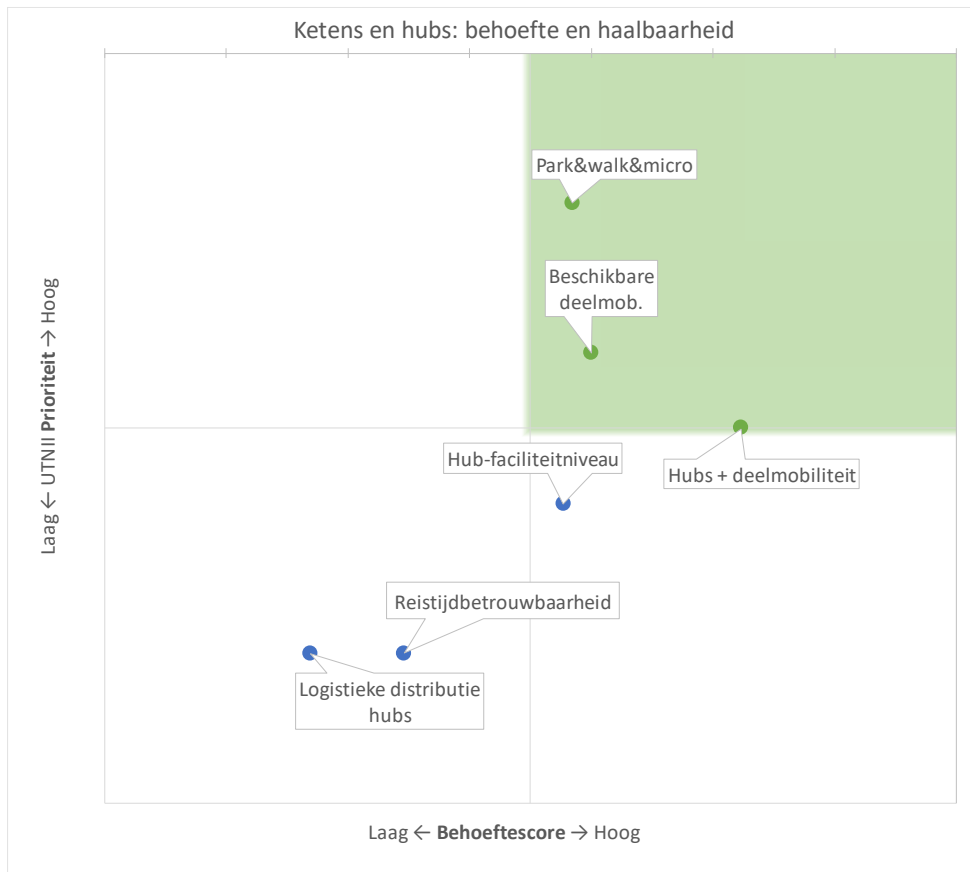 Ketens en hubs: behoefte en haalbaarheid
Park&walk&micro
Beschikbare
deelmob.
Hub-faciliteitniveau
Hubs + deelmobiliteit
Reistijdbetrouwbaarheid
Logistieke distributie
hubs
Laag ← UTNIII Prioriteit → Hoog
Laag ← Behoeftescore → Hoog